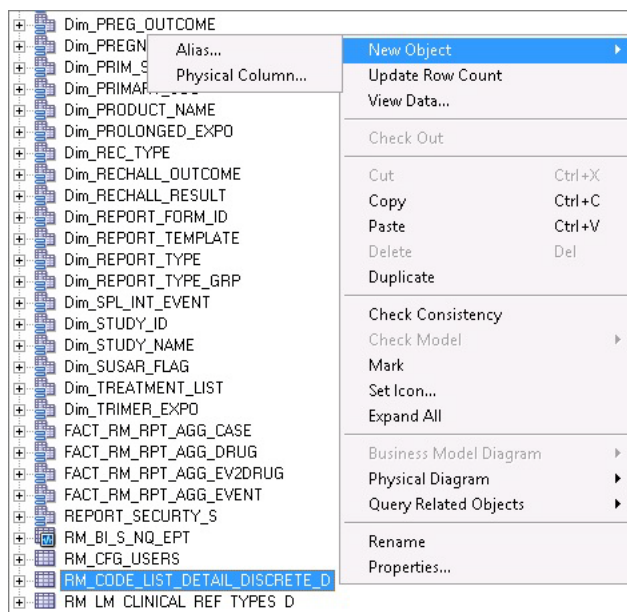 Dim_PREG_OUTCOME
Dim_PREGN
Dim_PRIM_S
Dim_PRODUCT_NAME
Dim_PROLONGED_EXPO
Dim_REC_TYPE
Dim_RECHALL_OUTCOME
Dim_RECHALL_RESULT
Dim_REPORT_FORM_ID
Dim_REPORT_TEMPLATE
Dim_REPORT_TYPE
Dim_REPORT_TYPE_GRP
Dim_SPL_INT_EVENT
Dim_STUDY_ID
Dim_STUDY_NAME
Dim_SUSAR_FLAG
Dim_TREATMENT_LIST
Dim_TRIMER_EXPO
FACT_RM_RPT_AGG_CASE
FACT_RM_RPT_AGG_DRUG
FACT_RM_RPT_AGG_EV2DRUG
FACT_RM_RPT_AGG_EVENT
REPORT_SECURTY_S
RM_BI_S_NQ_EPT
RM_CFG_USERS
RM_CODE_LIST_DETAIL_DISCRETE_D
RM_LM_CLINICAL_REF_TYPES_D
Alias...
Physical Column...
New Object
Update Row Count
View Data...
Check Out
Cut Ctrl+X
Copy Ctrl+C
Paste Ctrl+V
Delete Del
Duplicate
Check Consistency
Check Model
Mark
Set Icon...
Expand All
Business Model Diagram
Physical Diagram
Query Related Objects
Rename
Properties...